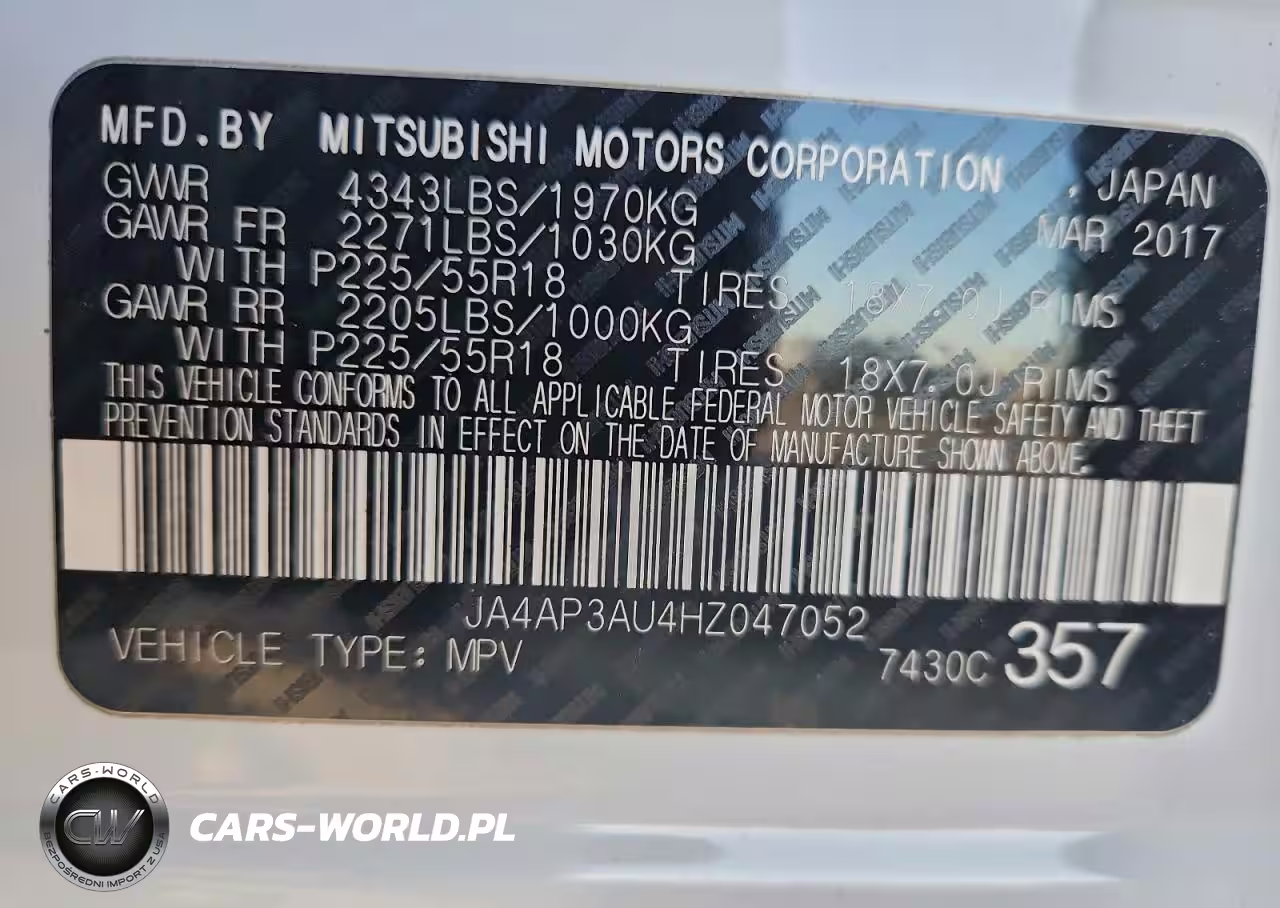 MFD.BY MITSUBISHI MOTORS CORPORATION , JAPAN
GVWR 4343LBS/1970KG MAR 2017
GAWR FR 2271LBS/1030KG
WITH P225/55R18 TIRES 18X7.0J RIMS
GAWR RR 2205LBS/1000KG
WITH P225/55R18 TIRES 18X7.0J RIMS
THIS VEHICLE CONFORMS TO ALL APPLICABLE FEDERAL MOTOR VEHICLE SAFETY AND THEFT
PREVENTION STANDARDS IN EFFECT ON THE DATE OF MANUFACTURE SHOWN ABOVE.
JA4AP3AU4HZ047052
VEHICLE TYPE: MPV 7430C 357
CARS-WORLD
CW
BEZPOŚREDNI IMPORT Z USA
CARS-WORLD.PL